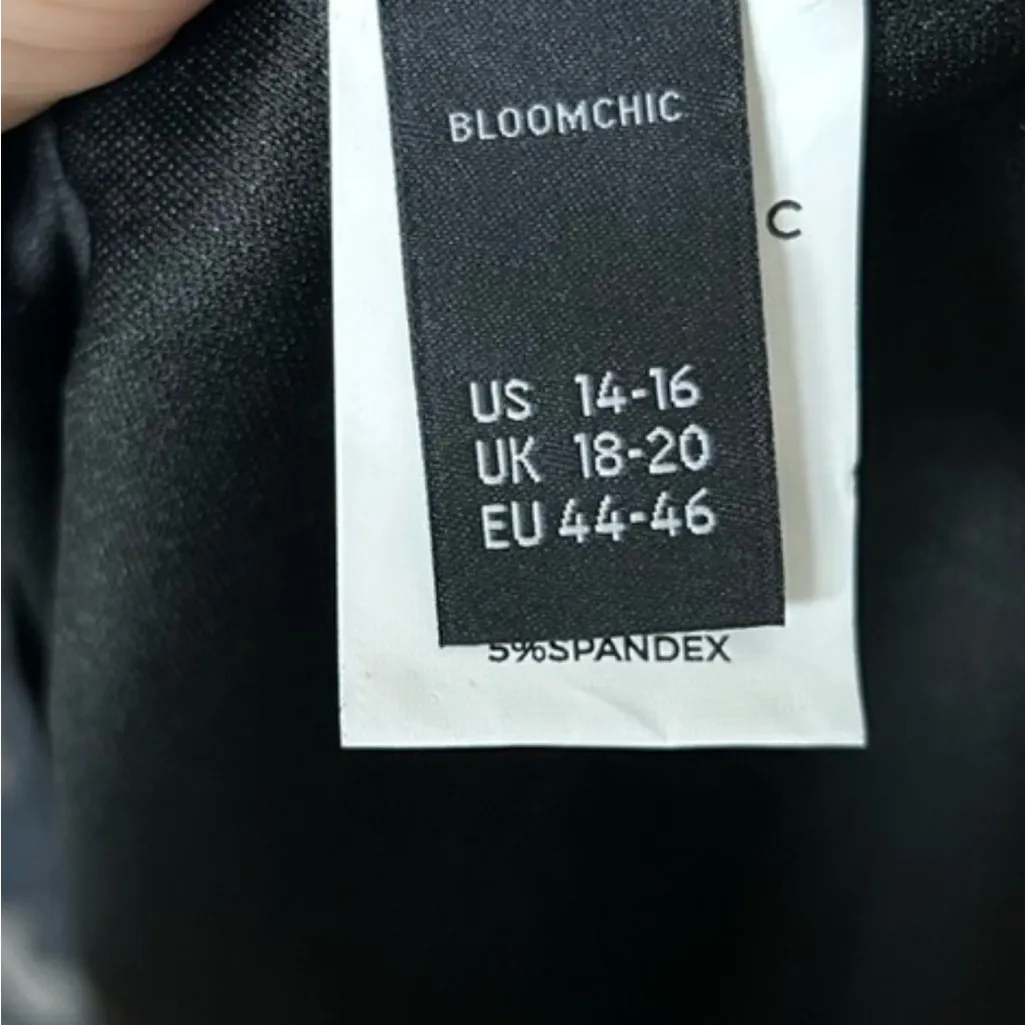 BLOOMCHIC
C
US 14-16
UK 18-20
EU 44-46
5%SPANDEX